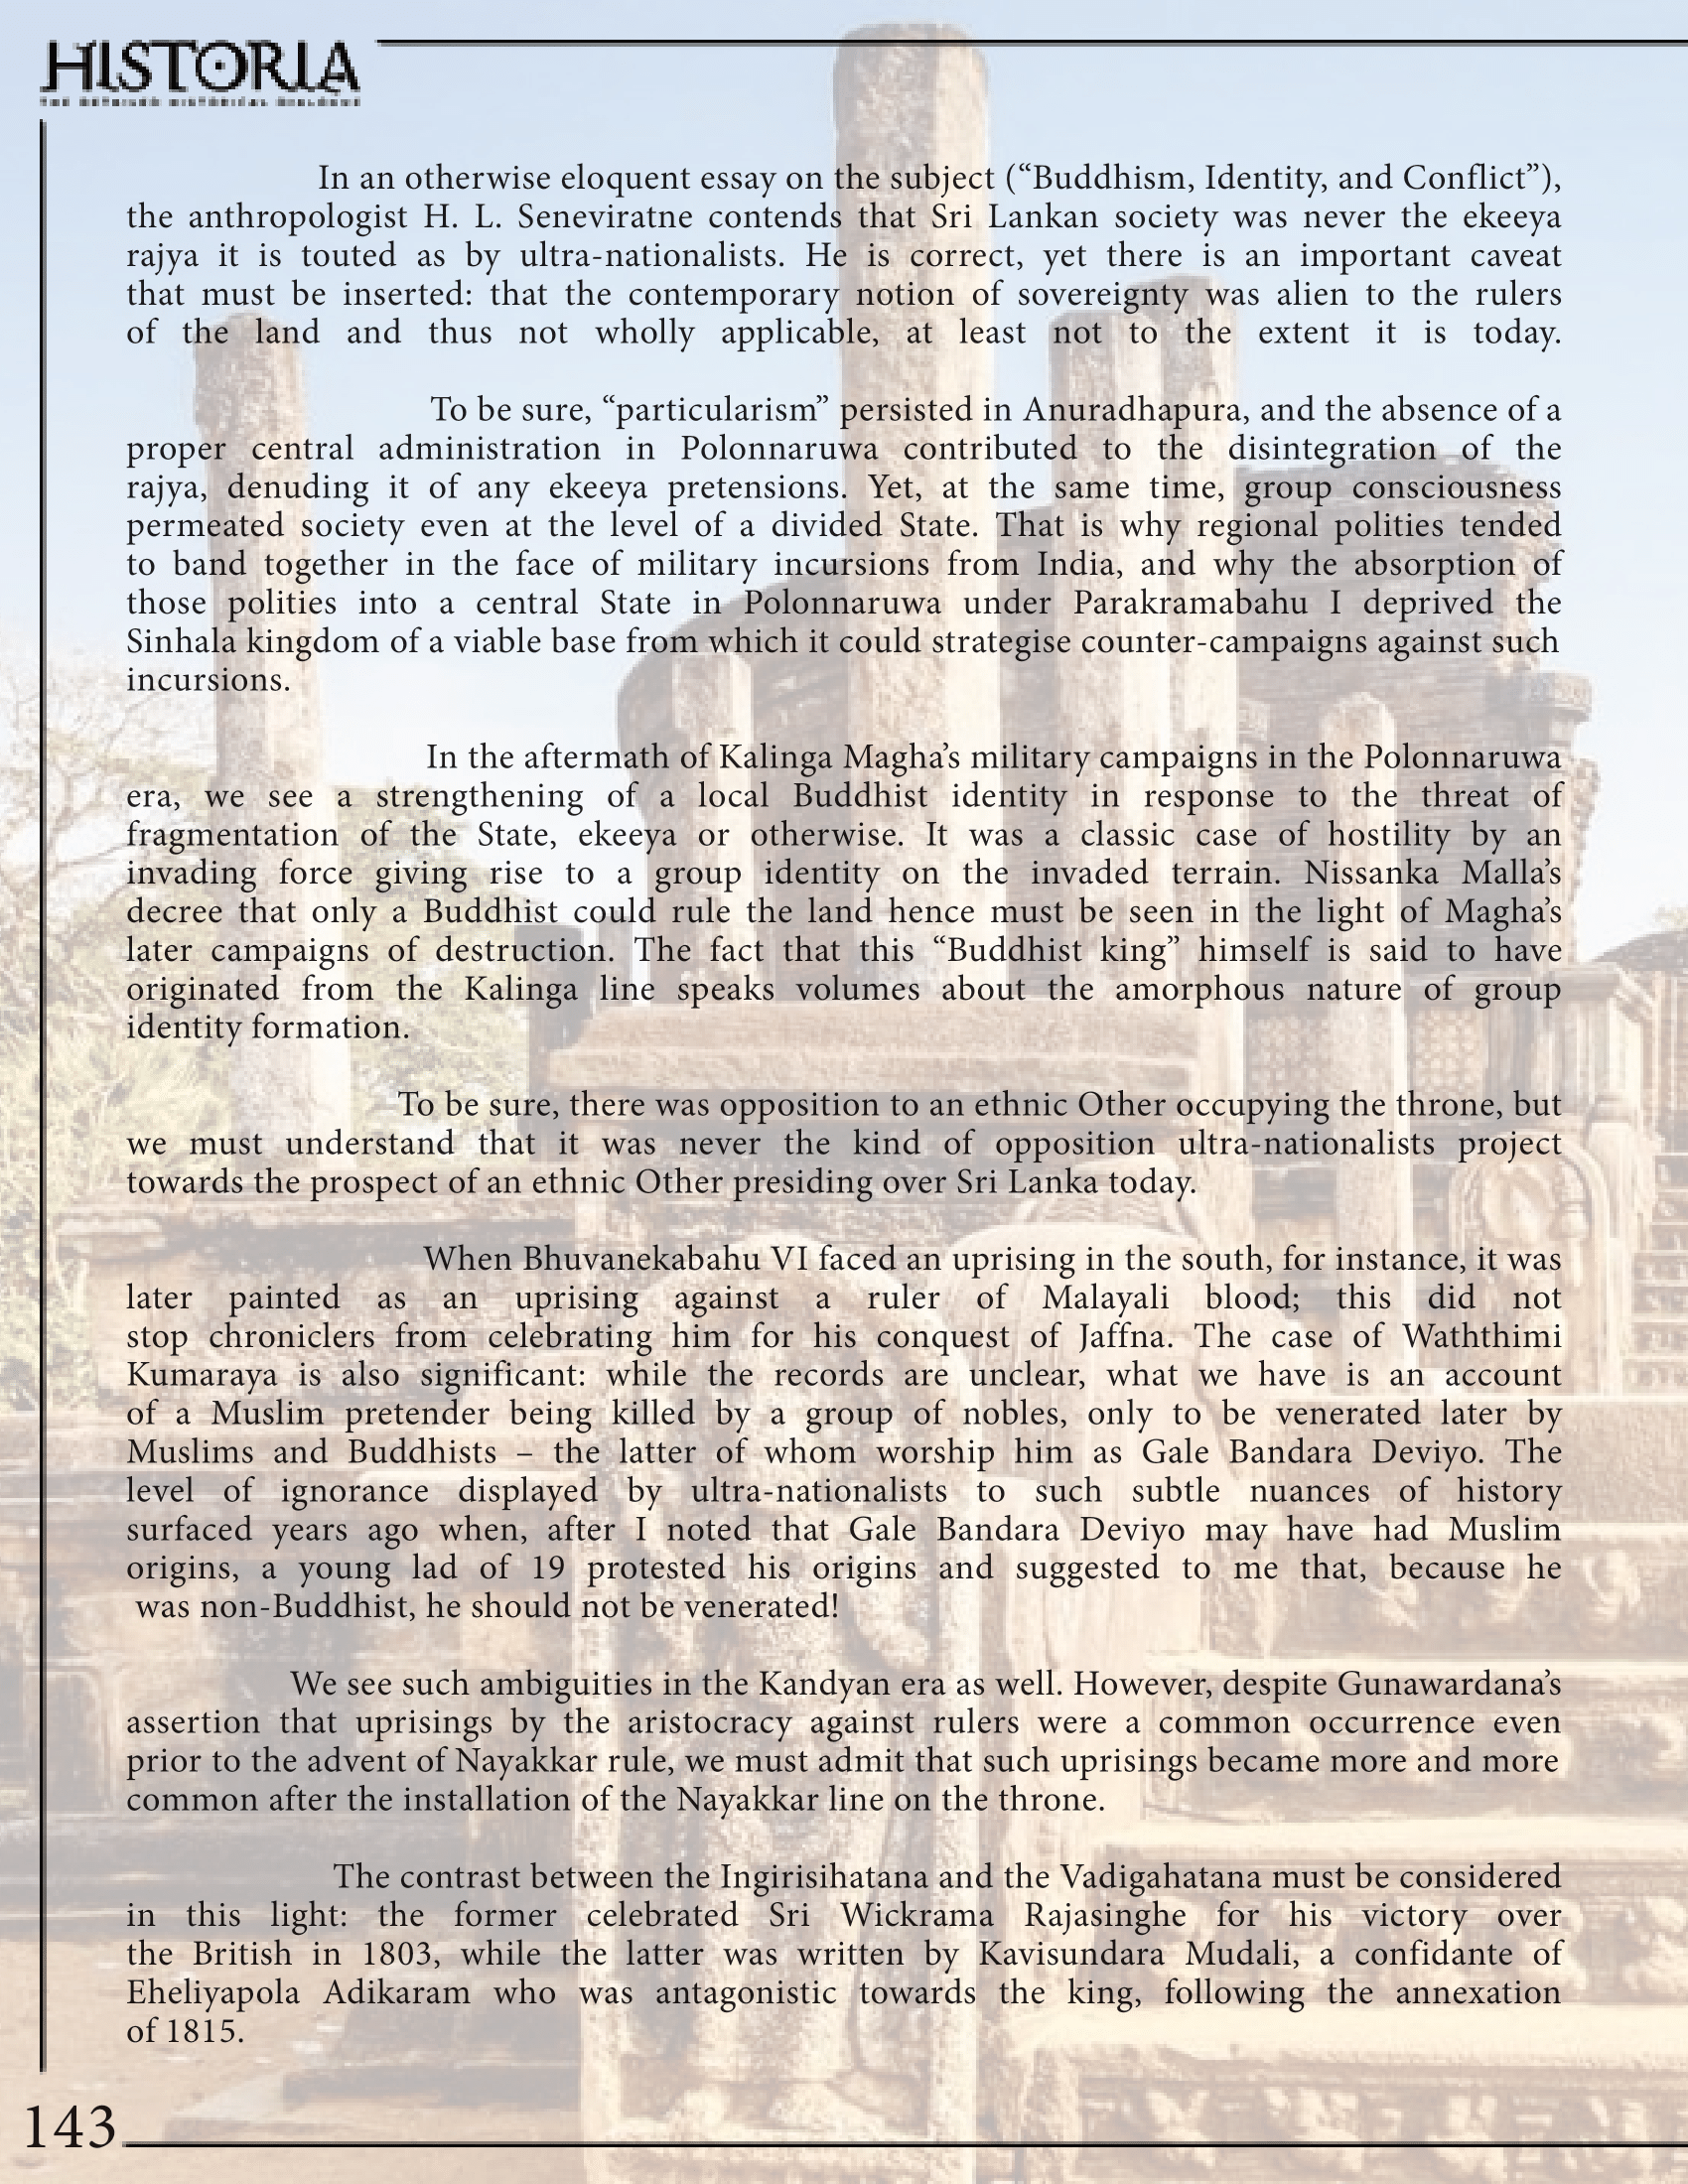 HISTORIA
In an otherwise eloquent essay on the subject (“Buddhism, Identity, and Conflict”),
the anthropologist H. L. Seneviratne contends that Sri Lankan society was never the ekeeya
rajya it is touted as by ultra-nationalists. He is correct, yet there is an important caveat
that must be inserted: that the contemporary notion of sovereignty was alien to the rulers
of the land and thus not wholly applicable, at least not to the extent it is today.
To be sure, “particularism” persisted in Anuradhapura, and the absence of a
proper central administration in Polonnaruwa contributed to the disintegration of the
rajya, denuding it of any ekeeya pretensions. Yet, at the same time, group consciousness
permeated society even at the level of a divided State. That is why regional polities tended
to band together in the face of military incursions from India, and why the absorption of
those polities into a central State in Polonnaruwa under Parakramabahu I deprived the
Sinhala kingdom of a viable base from which it could strategise counter-campaigns against such
incursions.
In the aftermath of Kalinga Magha’s military campaigns in the Polonnaruwa
era, we see a strengthening of a local Buddhist identity in response to the threat of
fragmentation of the State, ekeeya or otherwise. It was a classic case of hostility by an
invading force giving rise to a group identity on the invaded terrain. Nissanka Malla’s
decree that only a Buddhist could rule the land hence must be seen in the light of Magha’s
later campaigns of destruction. The fact that this “Buddhist king” himself is said to have
originated from the Kalinga line speaks volumes about the amorphous nature of group
identity formation.
To be sure, there was opposition to an ethnic Other occupying the throne, but
we must understand that it was never the kind of opposition ultra-nationalists project
towards the prospect of an ethnic Other presiding over Sri Lanka today.
When Bhuvanekabahu VI faced an uprising in the south, for instance, it was
later painted as an uprising against a ruler of Malayali blood; this did not
stop chroniclers from celebrating him for his conquest of Jaffna. The case of Waththimi
Kumaraya is also significant: while the records are unclear, what we have is an account
of a Muslim pretender being killed by a group of nobles, only to be venerated later by
Muslims and Buddhists – the latter of whom worship him as Gale Bandara Deviyo. The
level of ignorance displayed by ultra-nationalists to such subtle nuances of history
surfaced years ago when, after I noted that Gale Bandara Deviyo may have had Muslim
origins, a young lad of 19 protested his origins and suggested to me that, because he
was non-Buddhist, he should not be venerated!
We see such ambiguities in the Kandyan era as well. However, despite Gunawardana’s
assertion that uprisings by the aristocracy against rulers were a common occurrence even
prior to the advent of Nayakkar rule, we must admit that such uprisings became more and more
common after the installation of the Nayakkar line on the throne.
The contrast between the Ingirisihatana and the Vadigahatana must be considered
in this light: the former celebrated Sri Wickrama Rajasinghe for his victory over
the British in 1803, while the latter was written by Kavisundara Mudali, a confidante of
Eheliyapola Adikaram who was antagonistic towards the king, following the annexation
of 1815.
143